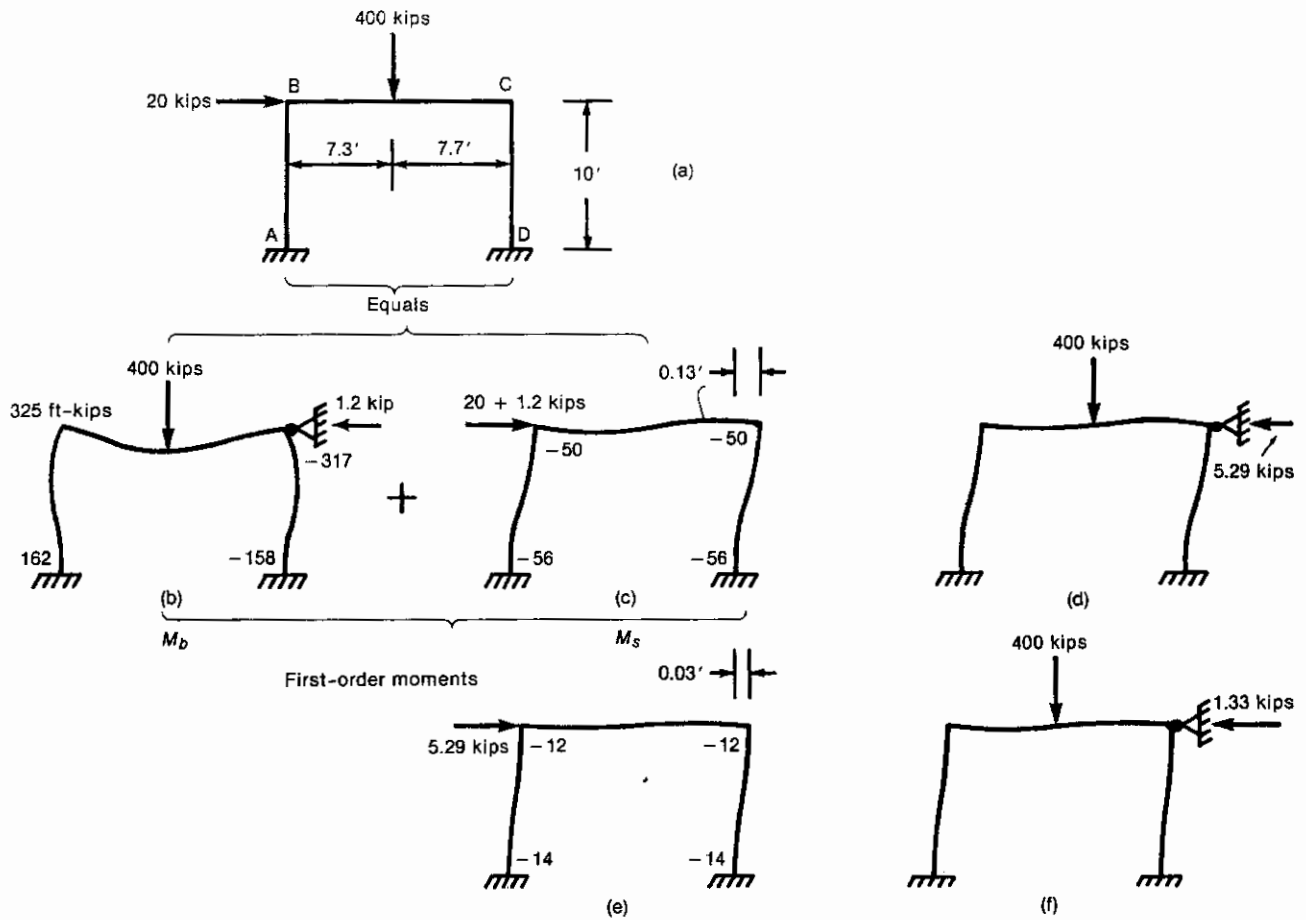 400 kips
B
C
20 kips
7.3′
7.7′
10′
(a)
A
D
Equals
400 kips
325 ft-kips
1.2 kip
-317
162
-158
(b)
+
0.13′
20 + 1.2 kips
-50
-50
-56
-56
(c)
400 kips
5.29 kips
(d)
M_b
M_s
First-order moments
0.03′
5.29 kips
-12
-12
-14
-14
(e)
400 kips
1.33 kips
(f)